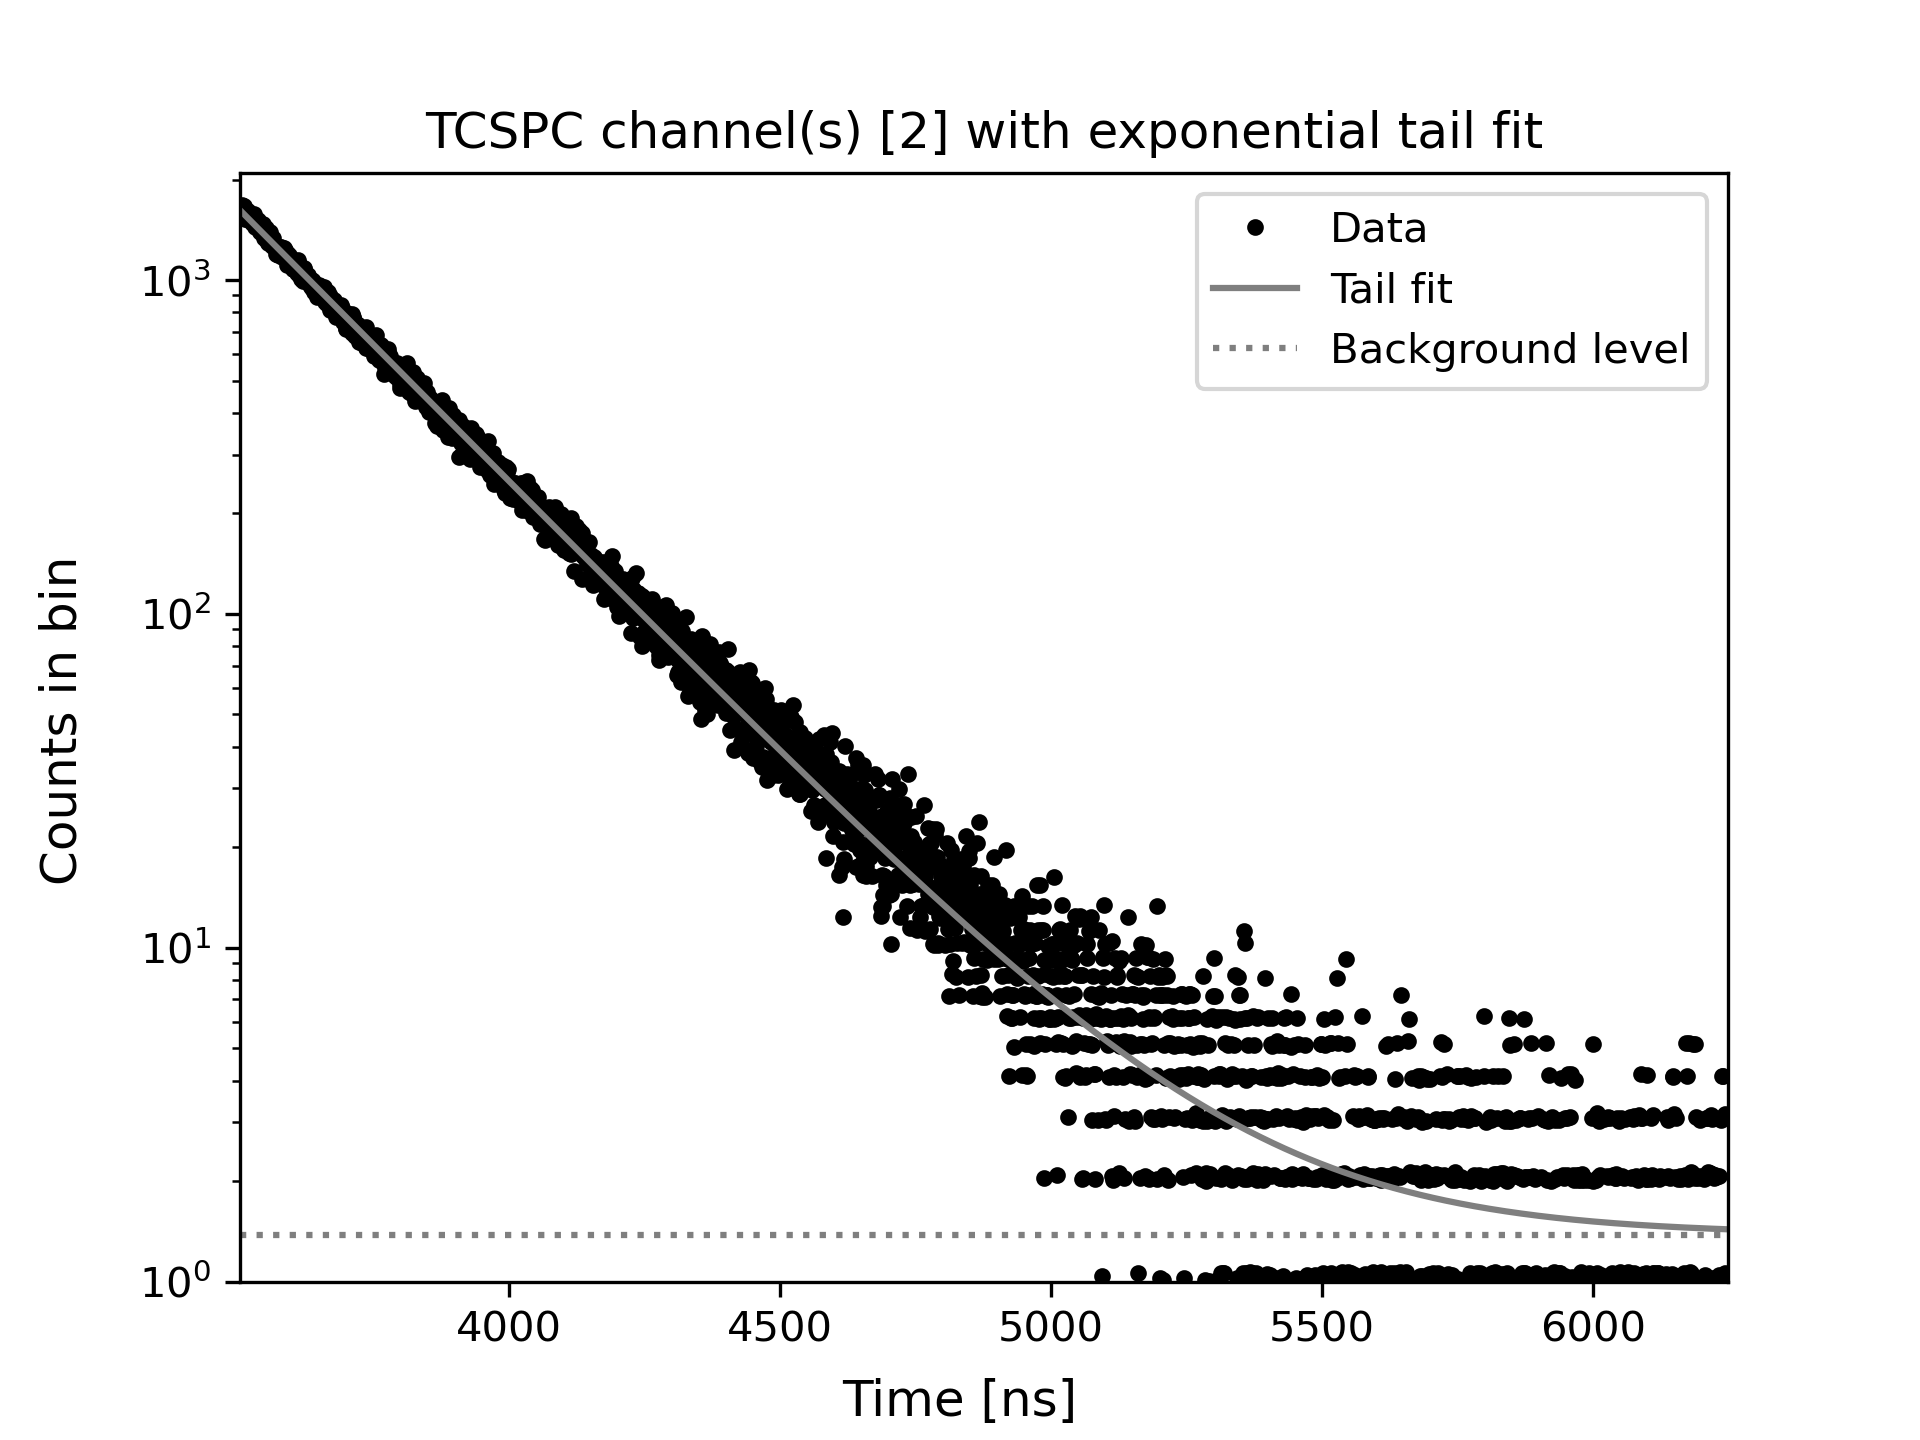 TCSPC channel(s) [2] with exponential tail fit
Data
Tail fit
Background level
Counts in bin
10³
10²
10¹
10⁰
4000 4500 5000 5500 6000
Time [ns]